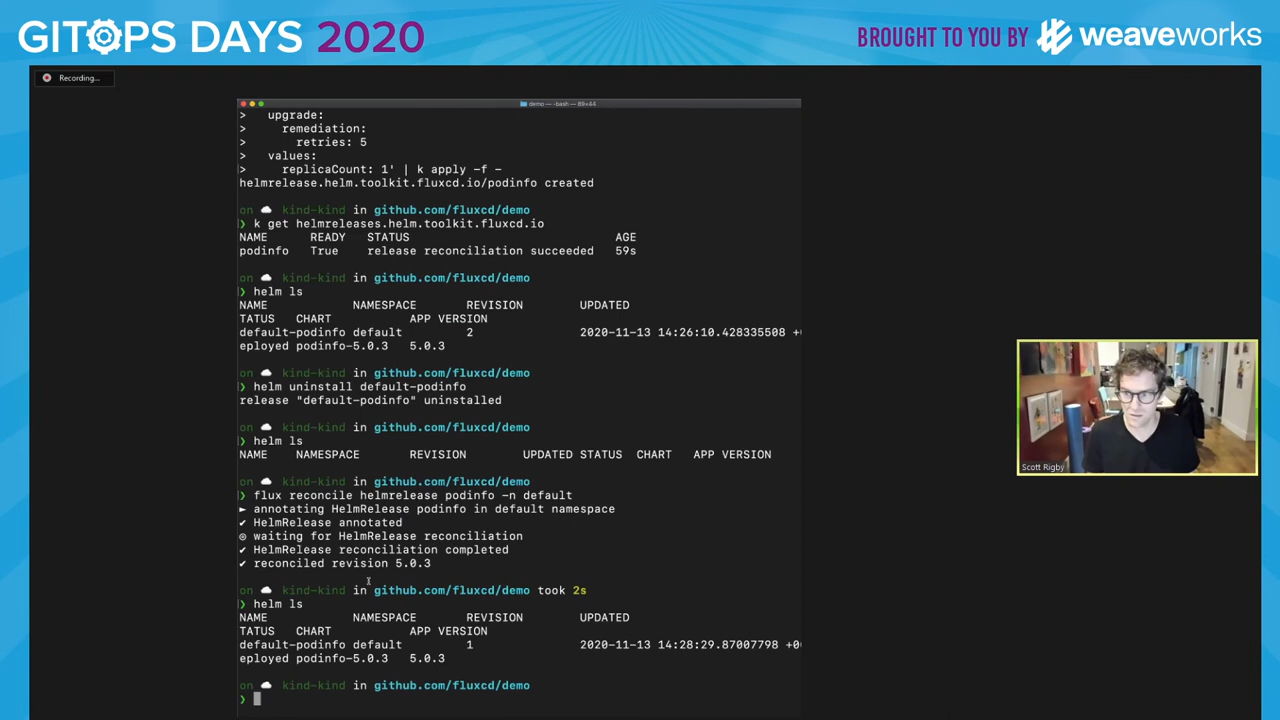 GITOPS DAYS 2020
BROUGHT TO YOU BY weaveworks
Recording...
demo — -bash — 89×44
> upgrade:
> remediation:
> retries: 5
> values:
> replicaCount: 1' | k apply -f -
helmrelease.helm.toolkit.fluxcd.io/podinfo created
on ☁ kind-kind in github.com/fluxcd/demo
❯ k get helmreleases.helm.toolkit.fluxcd.io
NAME READY STATUS AGE
podinfo True release reconciliation succeeded 59s
on ☁ kind-kind in github.com/fluxcd/demo
❯ helm ls
NAME NAMESPACE REVISION UPDATED
TATUS CHART APP VERSION
default-podinfo default 2 2020-11-13 14:26:10.428335508 +0
eployed podinfo-5.0.3 5.0.3
on ☁ kind-kind in github.com/fluxcd/demo
❯ helm uninstall default-podinfo
release "default-podinfo" uninstalled
on ☁ kind-kind in github.com/fluxcd/demo
❯ helm ls
NAME NAMESPACE REVISION UPDATED STATUS CHART APP VERSION
on ☁ kind-kind in github.com/fluxcd/demo
❯ flux reconcile helmrelease podinfo -n default
► annotating HelmRelease podinfo in default namespace
✔ HelmRelease annotated
◎ waiting for HelmRelease reconciliation
✔ HelmRelease reconciliation completed
✔ reconciled revision 5.0.3
on ☁ kind-kind in github.com/fluxcd/demo took 2s
❯ helm ls
NAME NAMESPACE REVISION UPDATED
TATUS CHART APP VERSION
default-podinfo default 1 2020-11-13 14:28:29.87007798 +00
eployed podinfo-5.0.3 5.0.3
on ☁ kind-kind in github.com/fluxcd/demo
❯
Scott Rigby